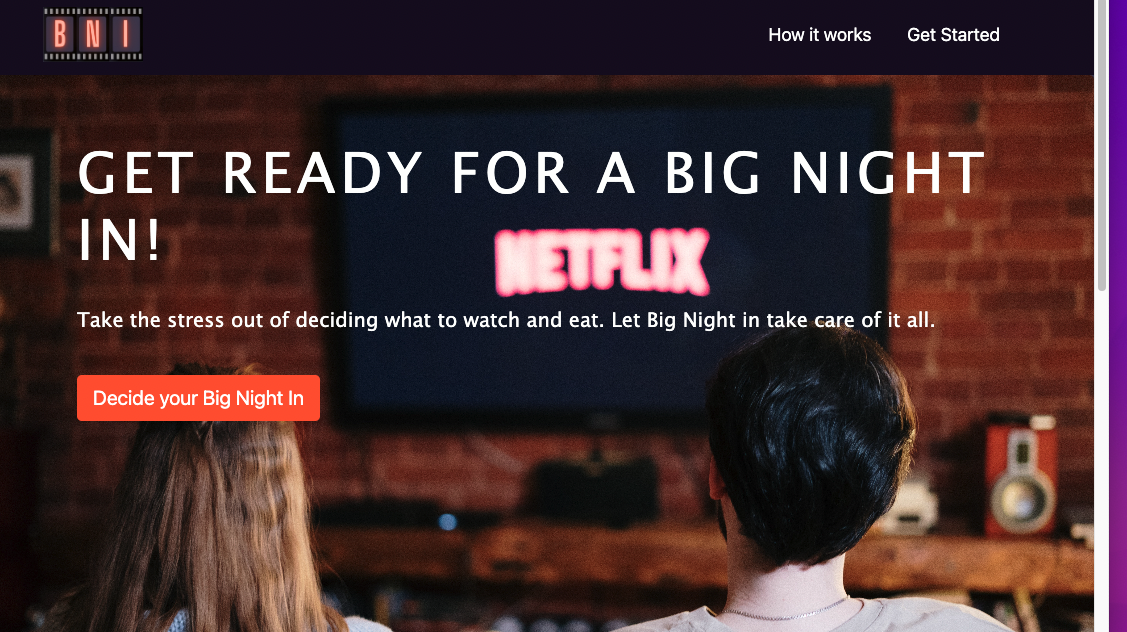 BNI
How it works
Get Started
GET READY FOR A BIG NIGHT
IN!
NETFLIX
Take the stress out of deciding what to watch and eat. Let Big Night in take care of it all.
Decide your Big Night In